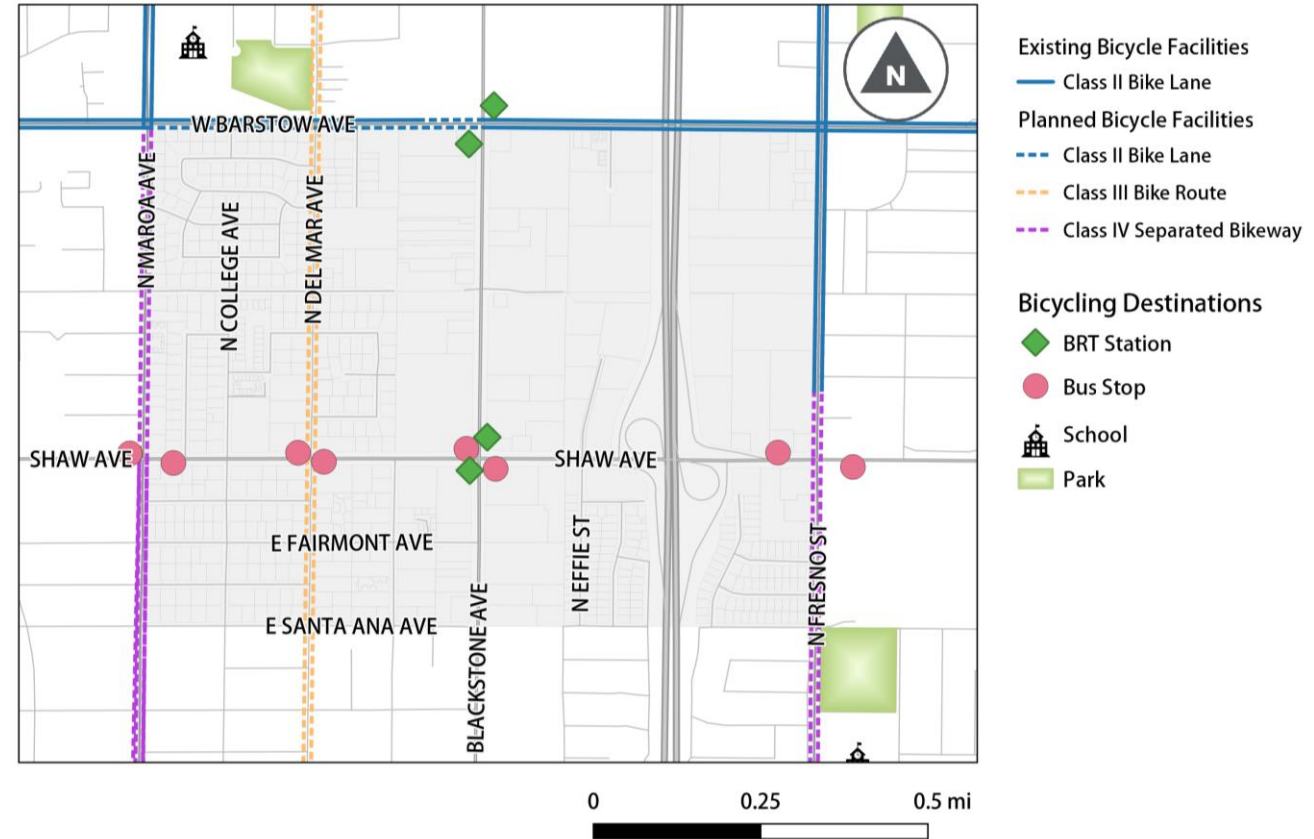 N
W BARSTOW AVE
N MAROA AVE
N COLLEGE AVE
N DEL MAR AVE
SHAW AVE
SHAW AVE
E FAIRMONT AVE
N EFFIE ST
N FRESNO ST
E SANTA ANA AVE
BLACKSTONE AVE
0 0.25 0.5 mi
Existing Bicycle Facilities
Class II Bike Lane
Planned Bicycle Facilities
Class II Bike Lane
Class III Bike Route
Class IV Separated Bikeway
Bicycling Destinations
BRT Station
Bus Stop
School
Park